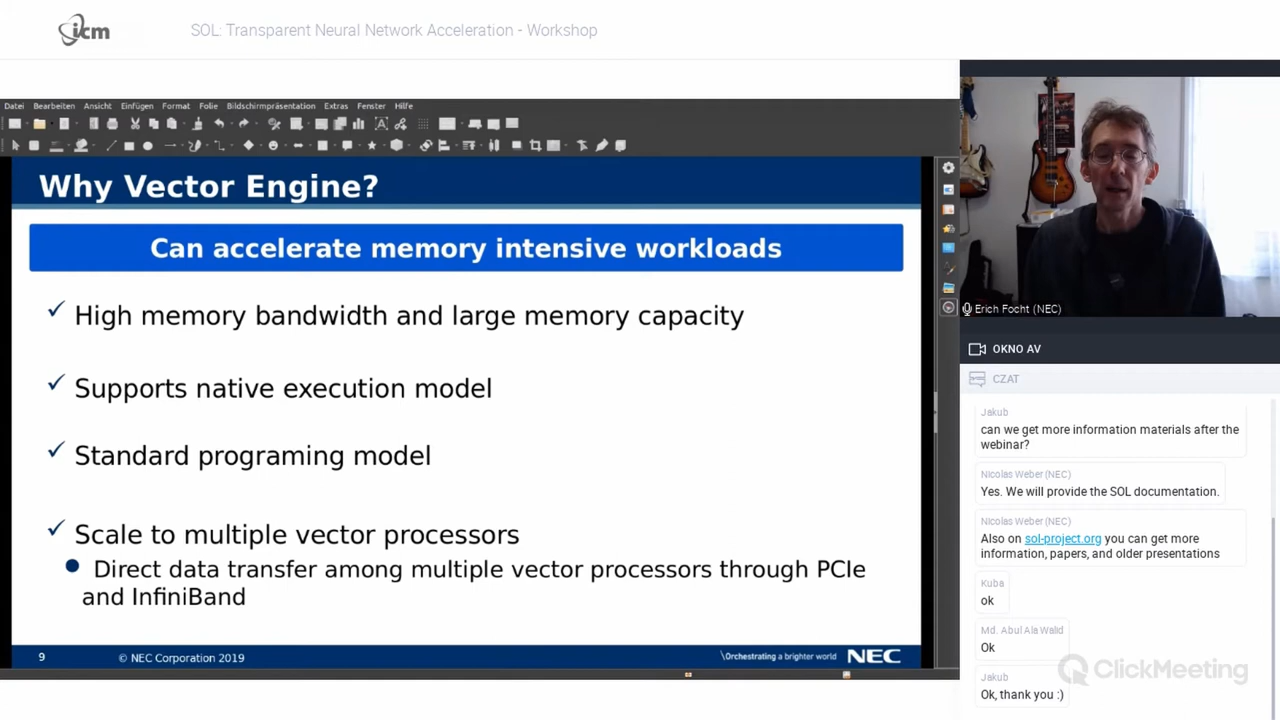 icm
SOL: Transparent Neural Network Acceleration - Workshop
Datei Bearbeiten Ansicht Einfügen Format Folie Bildschirmpräsentation Extras Fenster Hilfe
Why Vector Engine?
Can accelerate memory intensive workloads
High memory bandwidth and large memory capacity
Supports native execution model
Standard programing model
Scale to multiple vector processors
Direct data transfer among multiple vector processors through PCIe
and InfiniBand
9
© NEC Corporation 2019
\Orchestrating a brighter world
NEC
Erich Focht (NEC)
OKNO AV
CZAT
Jakub
can we get more information materials after the
webinar?
Nicolas Weber (NEC)
Yes. We will provide the SOL documentation.
Nicolas Weber (NEC)
Also on sol-project.org you can get more
information, papers, and older presentations
Kuba
ok
Md. Abul Ala Walid
Ok
Jakub
Ok, thank you :)
ClickMeeting